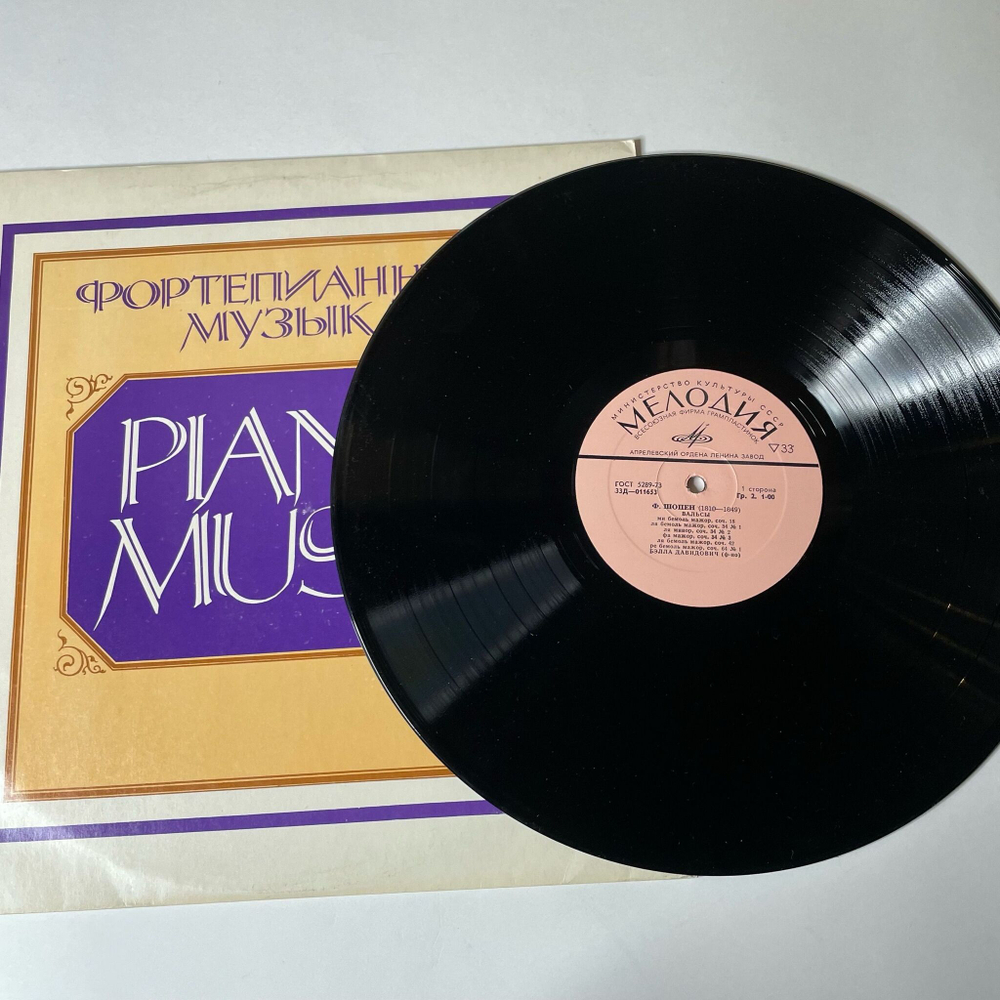 ФОРТЕПИАНН
МУЗЫК
PIAN
MUS
МИНИСТЕРСТВО КУЛЬТУРЫ СССР
МЕЛОДИЯ
ВСЕСОЮЗНАЯ ФИРМА ГРАМПЛАСТИНОК
33
АПРЕЛЕВСКИЙ ОРДЕНА ЛЕНИНА ЗАВОД
ГОСТ 5289-73
33Д—011653
1 сторона
Гр. 2, 1-00
Ф. ШОПЕН (1810—1849)
ВАЛЬСЫ
ми бемоль мажор, соч. 18
ля бемоль мажор, соч. 34 № 1
ля минор, соч. 34 № 2
фа мажор, соч. 34 № 3
ля бемоль мажор, соч. 42
ре бемоль мажор, соч. 64 № 1
БЭЛЛА ДАВИДОВИЧ (ф-но)